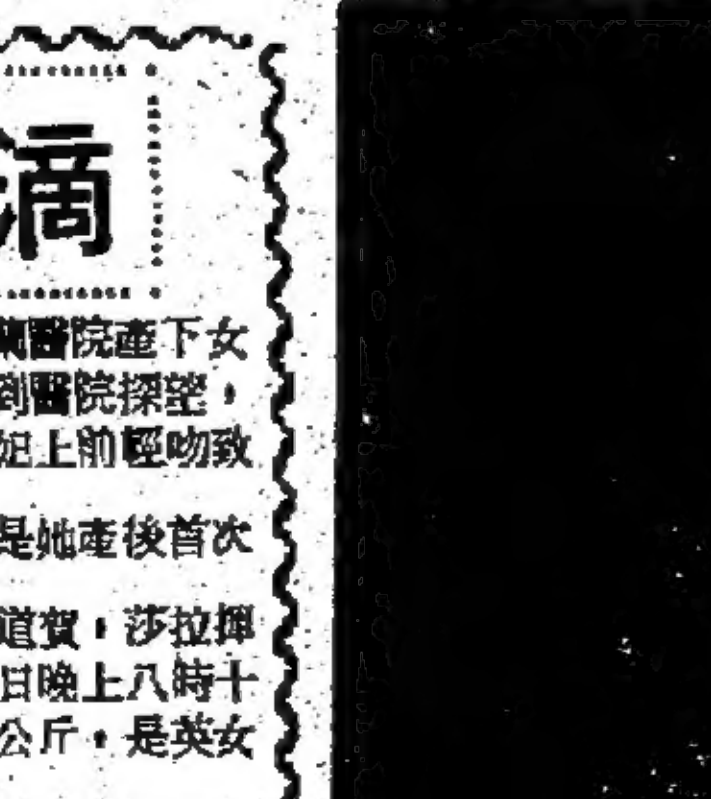 滴
蘭醫院產下女
到醫院探望，
妃上前輕吻致
是她產後首次
道賀，莎拉揮
日晚上八時十
公斤，是英女